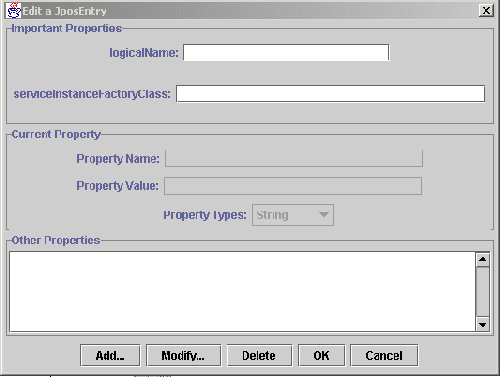 Edit a JposEntry
Important Properties
logicalName:
serviceInstanceFactoryClass:
Current Property
Property Name:
Property Value:
Property Types: String
Other Properties
Add... Modify... Delete OK Cancel